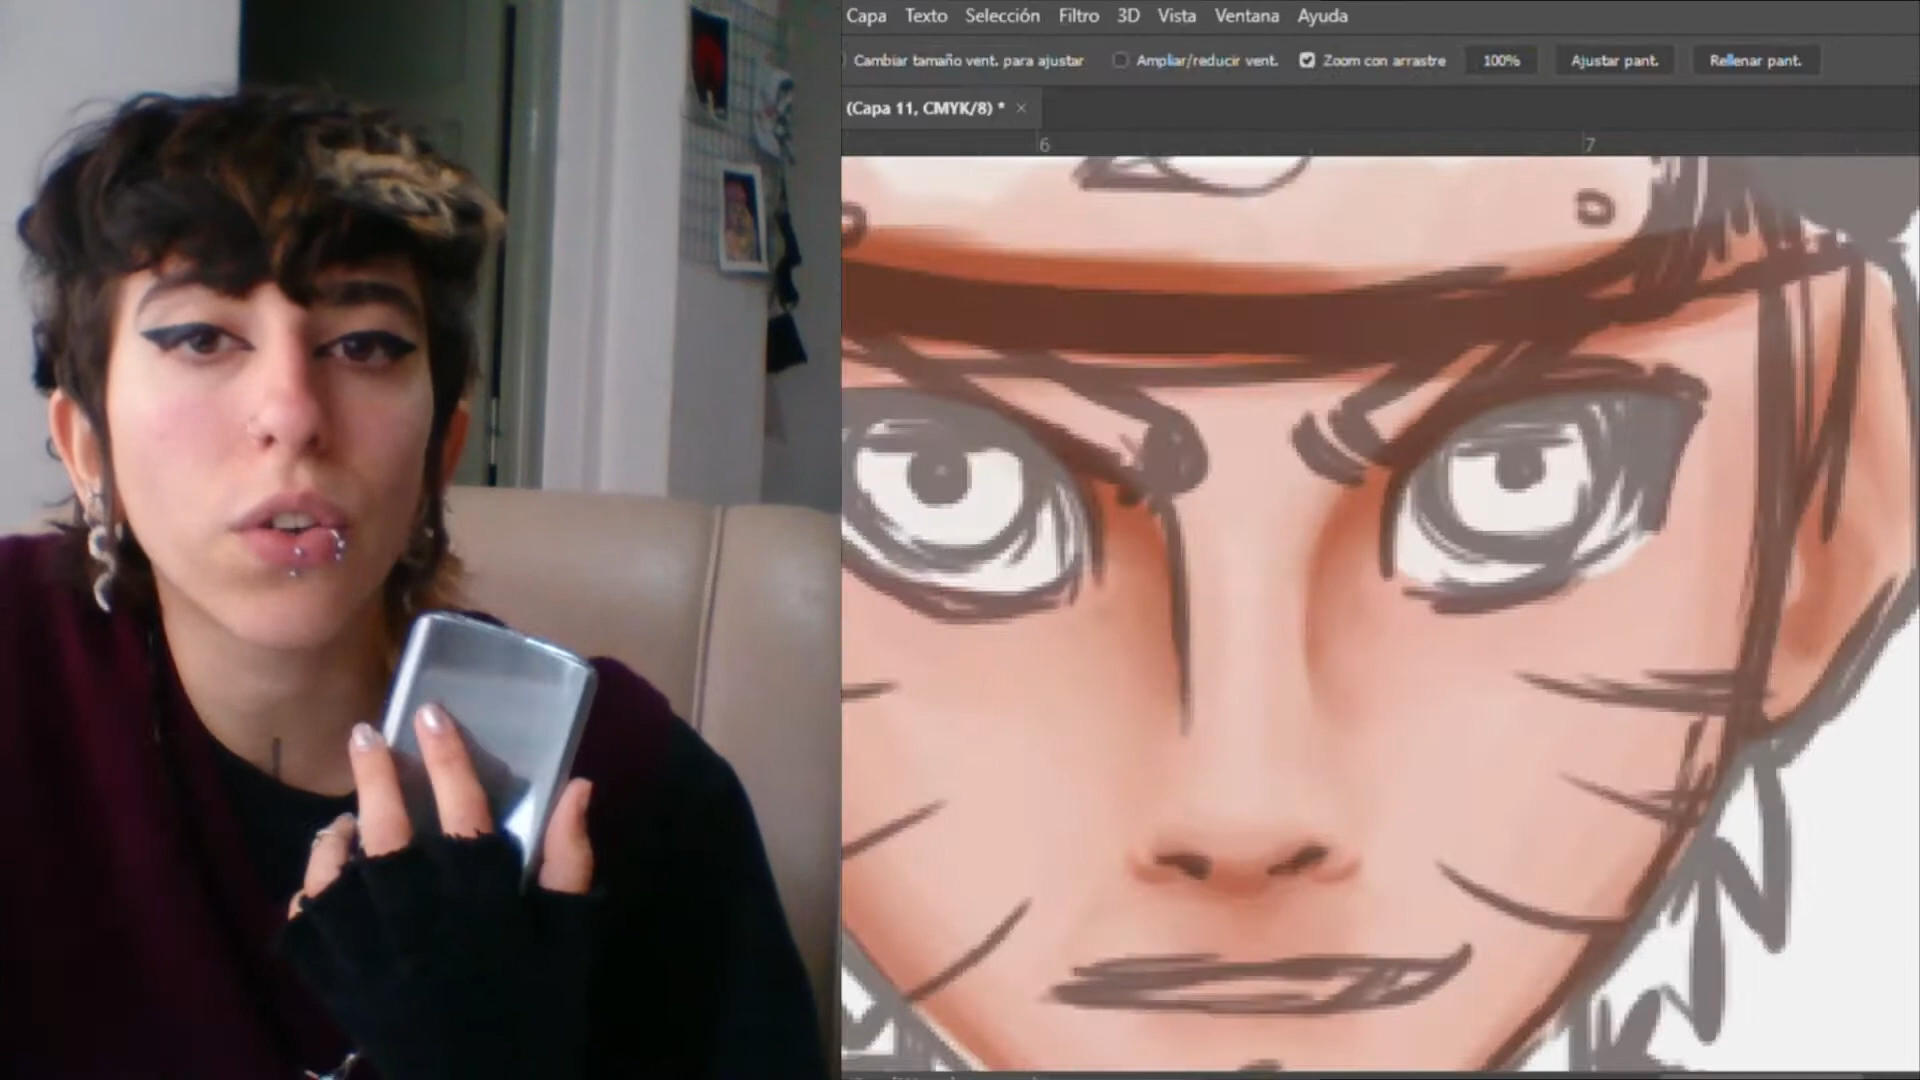 Capa Texto Selección Filtro 3D Vista Ventana Ayuda
Cambiar tamaño vent. para ajustar Ampliar/reducir vent. Zoom con arrastre 100% Ajustar pant. Rellenar pant.
(Capa 11, CMYK/8) * ×
6 7